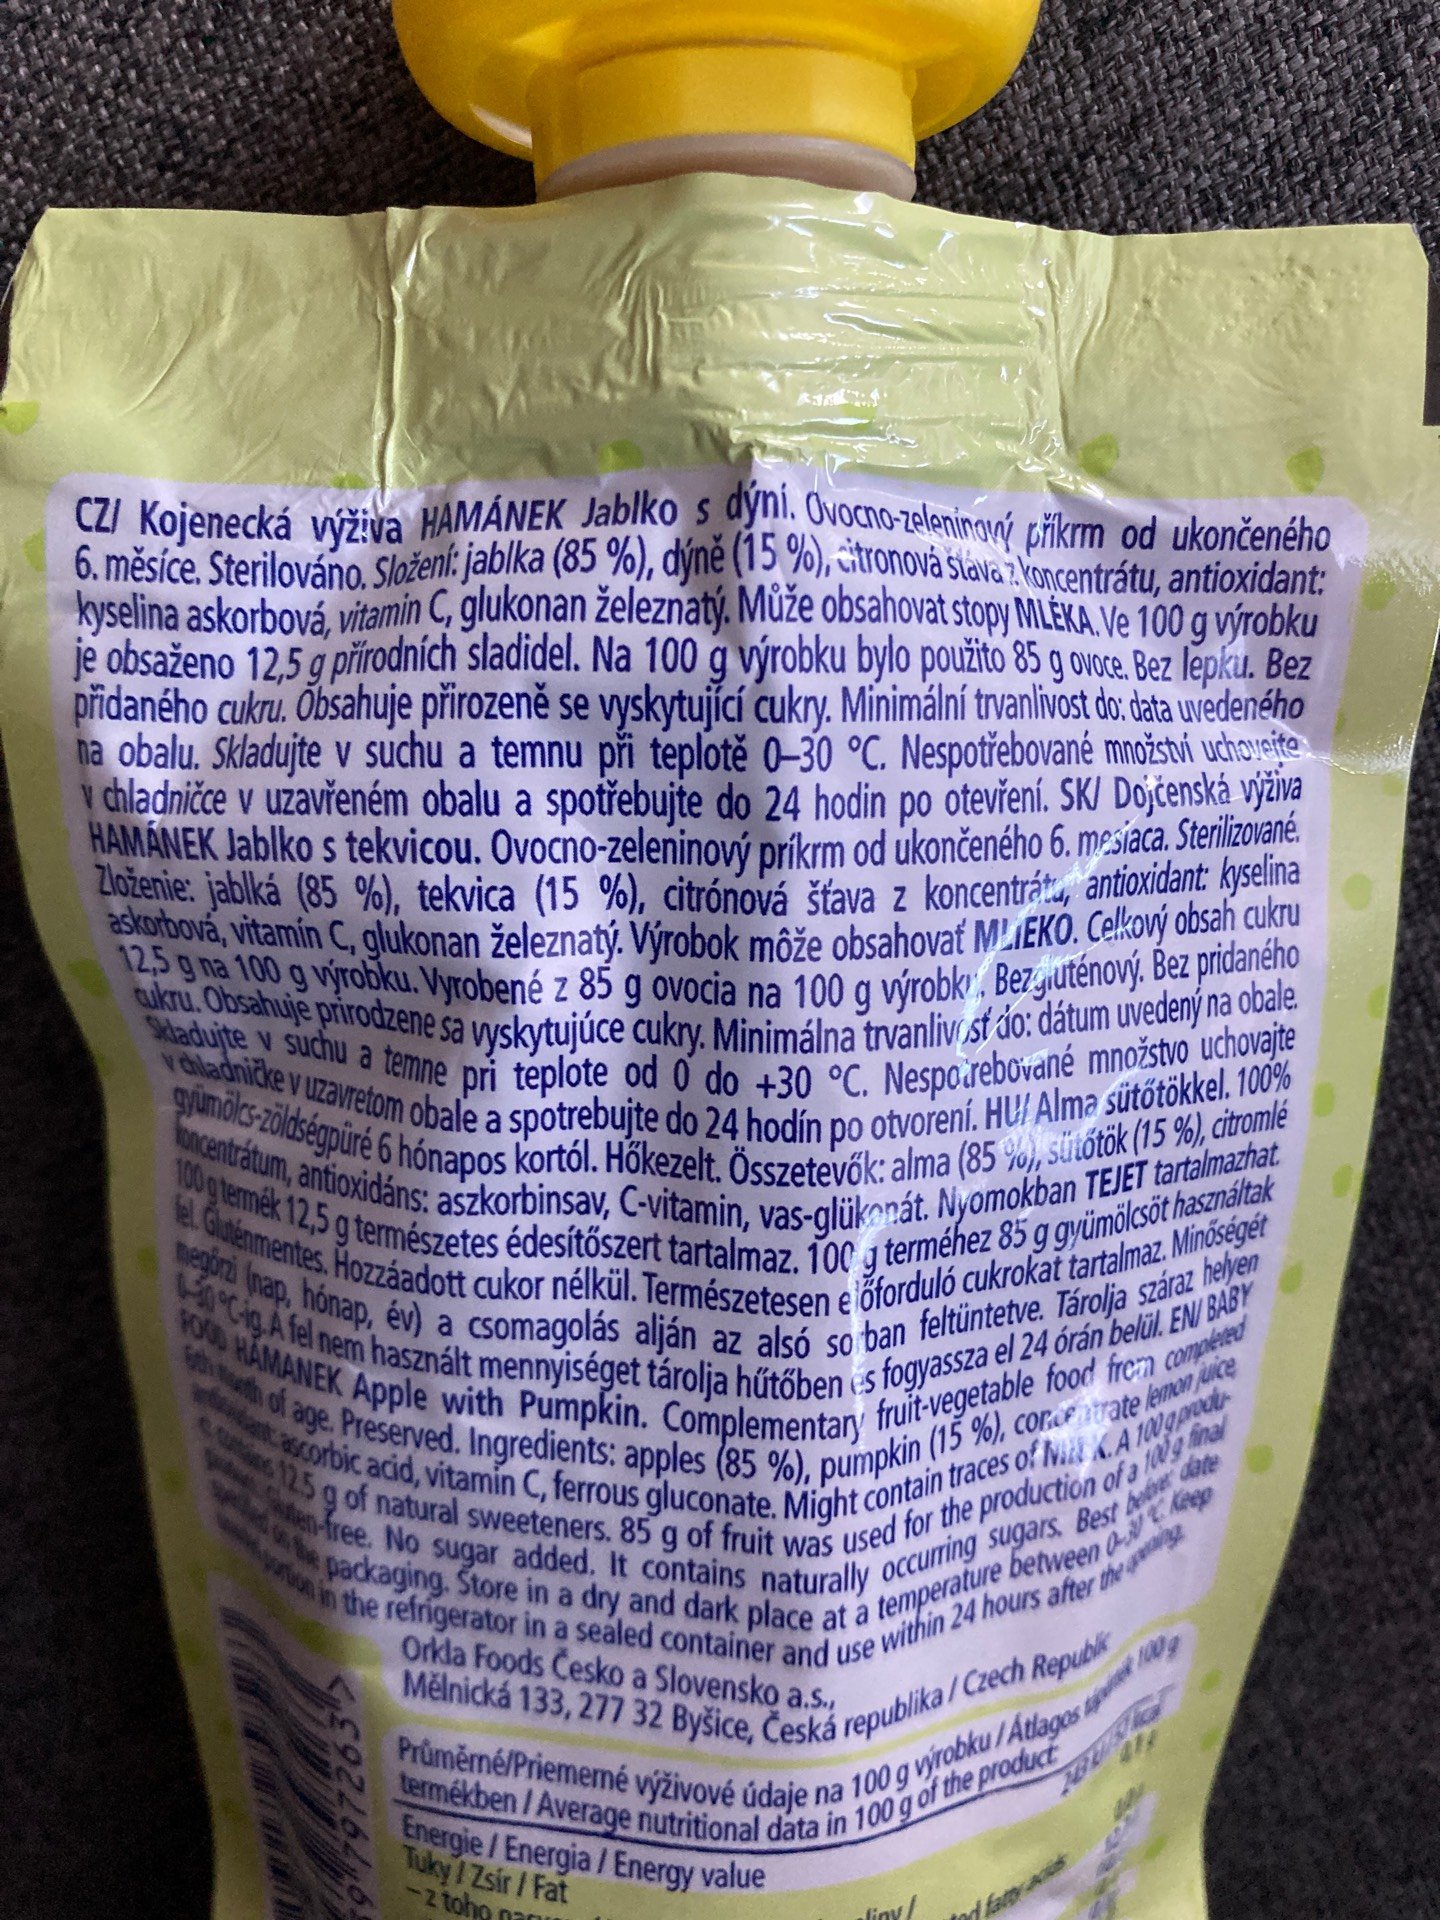 CZ/ Kojenecká výživa HAMÁNEK Jablko s dýní. Ovocno-zeleninový příkrm od ukončeného
6. měsíce. Sterilováno. Složení: jablka (85 %), dýně (15 %), citronová šťáva z koncentrátu, antioxidant:
kyselina askorbová, vitamin C, glukonan železnatý. Může obsahovat stopy MLÉKA. Ve 100 g výrobku
je obsaženo 12,5 g přírodních sladidel. Na 100 g výrobku bylo použito 85 g ovoce. Bez lepku. Bez
přidaného cukru. Obsahuje přirozeně se vyskytující cukry. Minimální trvanlivost do: data uvedeného
na obalu. Skladujte v suchu a temnu při teplotě 0–30 °C. Nespotřebované množství uchovejte
v chladničce v uzavřeném obalu a spotřebujte do 24 hodin po otevření. SK/ Dojčenská výživa
HAMÁNEK Jablko s tekvicou. Ovocno-zeleninový príkrm od ukončeného 6. mesiaca. Sterilizované.
Zloženie: jablká (85 %), tekvica (15 %), citrónová šťava z koncentrátu, antioxidant: kyselina
askorbová, vitamín C, glukonan železnatý. Výrobok môže obsahovať MLIEKO. Celkový obsah cukru
12,5 g na 100 g výrobku. Vyrobené z 85 g ovocia na 100 g výrobku. Bezgluténový. Bez pridaného
cukru. Obsahuje prirodzene sa vyskytujúce cukry. Minimálna trvanlivosť do: dátum uvedený na obale.
Skladujte v suchu a temne pri teplote od 0 do +30 °C. Nespotrebované množstvo uchovajte
v chladničke v uzavretom obale a spotrebujte do 24 hodín po otvorení. HU/ Alma sütőtökkel. 100%
gyümölcs-zöldségpüré 6 hónapos kortól. Hőkezelt. Összetevők: alma (85 %), sütőtök (15 %), citromlé
koncentrátum, antioxidáns: aszkorbinsav, C-vitamin, vas-glükonát. Nyomokban TEJET tartalmazhat.
100 g termék 12,5 g természetes édesítőszert tartalmaz. 100 g terméhez 85 g gyümölcsöt használtak
fel. Gluténmentes. Hozzáadott cukor nélkül. Természetesen előforduló cukrokat tartalmaz. Minőségét
megőrzi (nap, hónap, év) a csomagolás alján az alsó sorban feltüntetve. Tárolja száraz helyen
0–30 °C-ig. A fel nem használt mennyiséget tárolja hűtőben és fogyassza el 24 órán belül. EN/ BABY
FOOD HAMANEK Apple with Pumpkin. Complementary fruit-vegetable food from completed
6th month of age. Preserved. Ingredients: apples (85 %), pumpkin (15 %), concentrate lemon juice,
antioxidant: ascorbic acid, vitamin C, ferrous gluconate. Might contain traces of MILK. A 100 g produ-
ct contains 12,5 g of natural sweeteners. 85 g of fruit was used for the production of a 100 g final
product. Gluten-free. No sugar added. It contains naturally occurring sugars. Best before: date
specified on the packaging. Store in a dry and dark place at a temperature between 0–30 °C. Keep
unused portion in the refrigerator in a sealed container and use within 24 hours after the opening.
Orkla Foods Česko a Slovensko a.s.,
Mělnická 133, 277 32 Byšice, Česká republika / Czech Republic
Průměrné/Priemerné výživové údaje na 100 g výrobku / Átlagos tápérték 100 g
termékben / Average nutritional data in 100 g of the product:
Energie / Energia / Energy value
Tuky / Zsír / Fat
– z toho
fatty acids